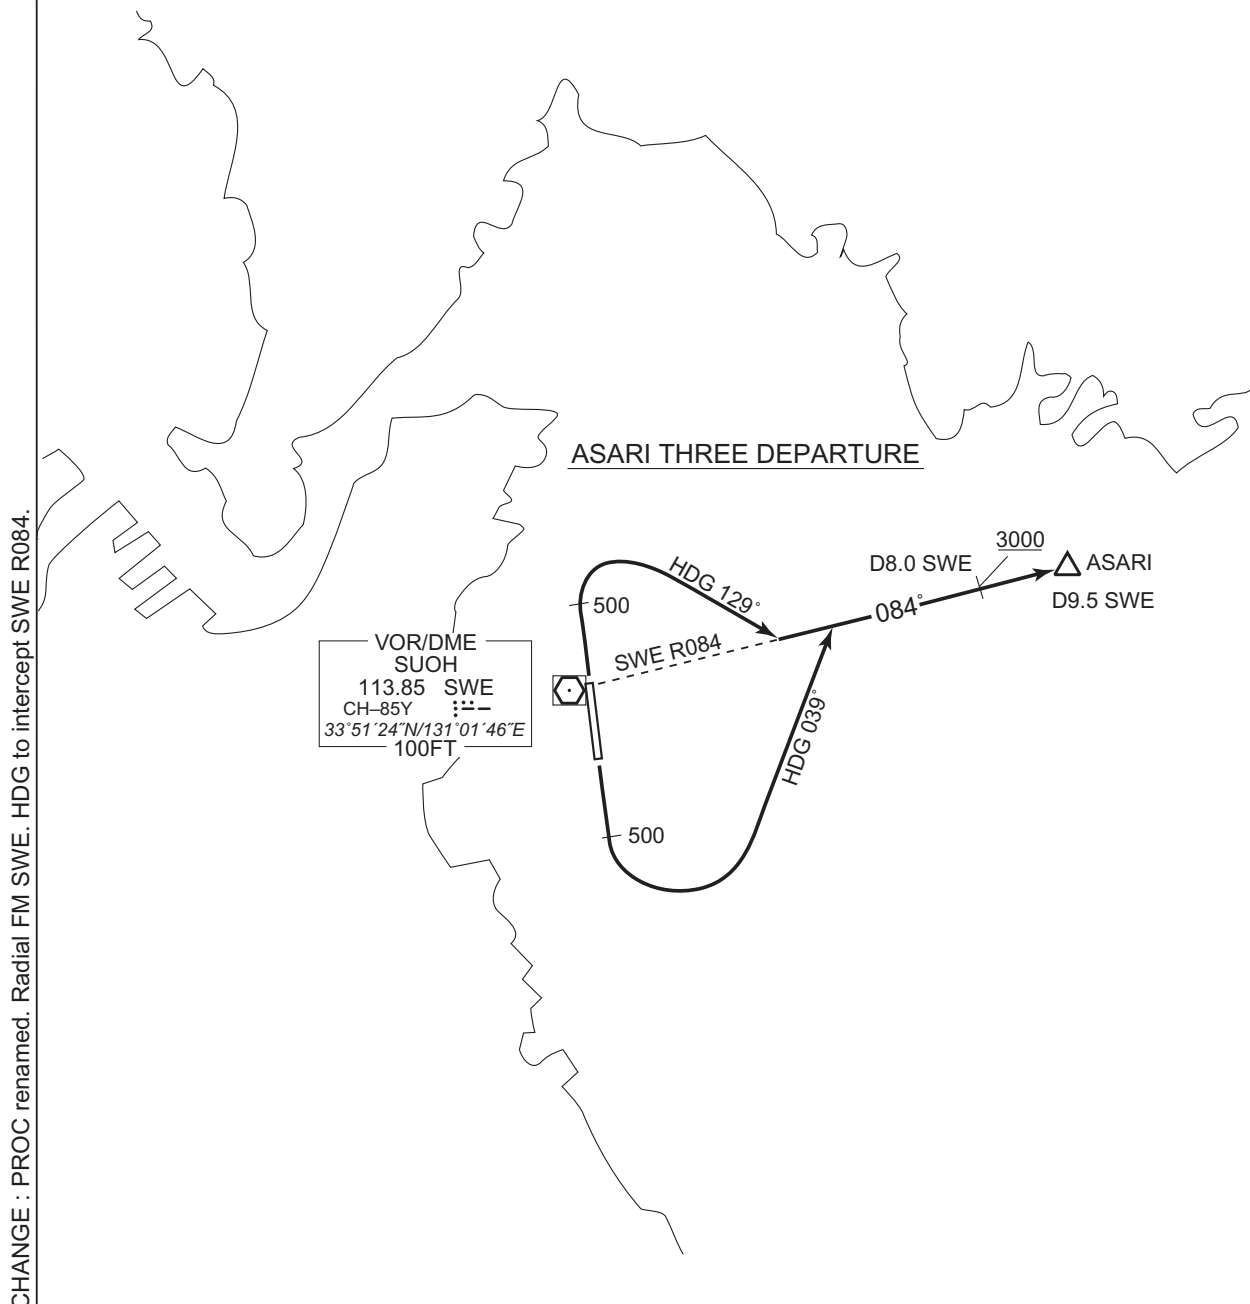 ASARI THREE DEPARTURE
3000
D8.0 SWE
ASARI
D9.5 SWE
HDG 129˚
500
084˚
SWE R084
VOR/DME
SUOH
113.85 SWE
CH–85Y
33˚51´24˝N/131˚01´46˝E
100FT
HDG 039˚
500
CHANGE : PROC renamed. Radial FM SWE. HDG to intercept SWE R084.